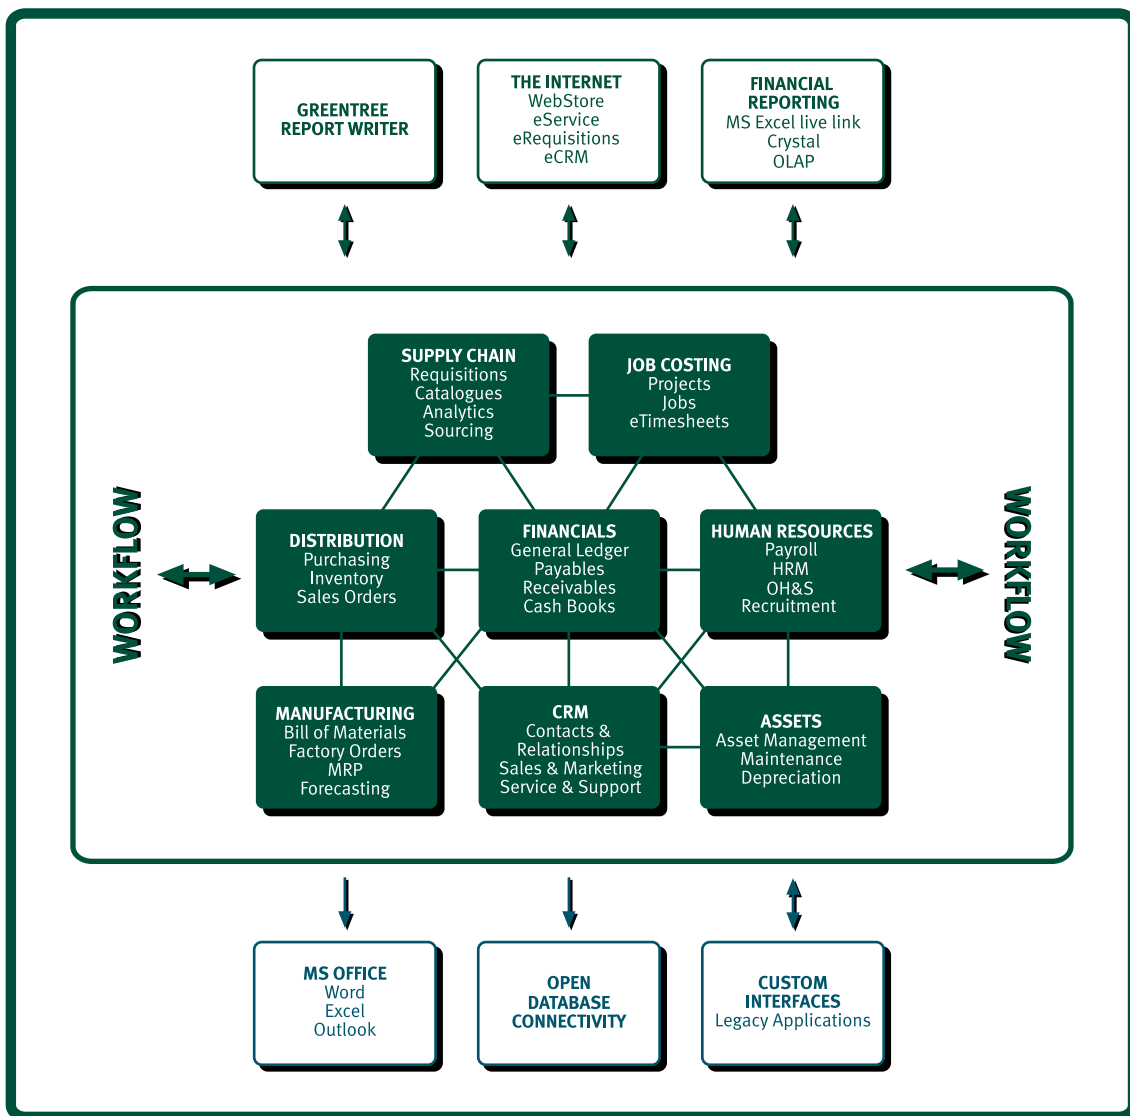 GREENTREE
REPORT WRITER
THE INTERNET
WebStore
eService
eRequisitions
eCRM
FINANCIAL
REPORTING
MS Excel live link
Crystal
OLAP
SUPPLY CHAIN
Requisitions
Catalogues
Analytics
Sourcing
JOB COSTING
Projects
Jobs
eTimesheets
WORKFLOW
DISTRIBUTION
Purchasing
Inventory
Sales Orders
FINANCIALS
General Ledger
Payables
Receivables
Cash Books
HUMAN RESOURCES
Payroll
HRM
OH&S
Recruitment
WORKFLOW
MANUFACTURING
Bill of Materials
Factory Orders
MRP
Forecasting
CRM
Contacts &
Relationships
Sales & Marketing
Service & Support
ASSETS
Asset Management
Maintenance
Depreciation
MS OFFICE
Word
Excel
Outlook
OPEN
DATABASE
CONNECTIVITY
CUSTOM
INTERFACES
Legacy Applications